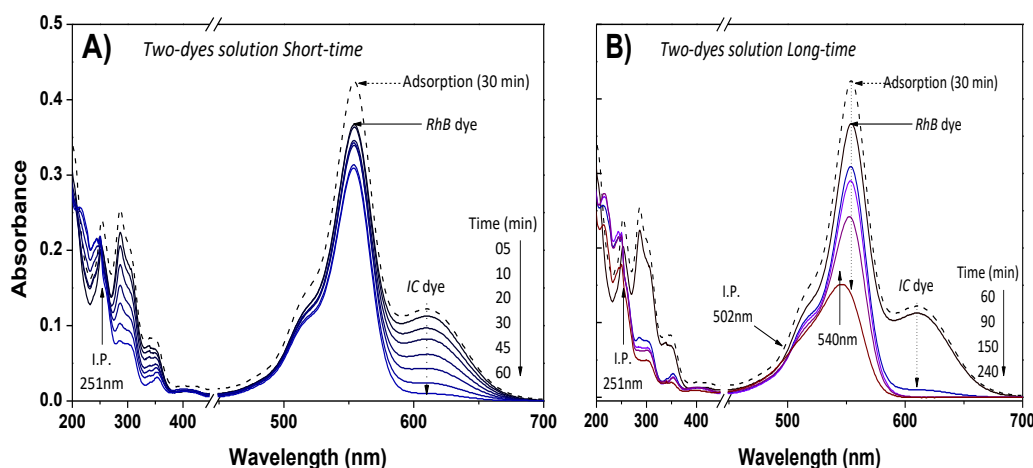 A)
Two-dyes solution Short-time
Adsorption (30 min)
RhB dye
Time (min)
05
10
20
30
45
60
IC dye
I.P.
251nm
Absorbance
0.5
0.4
0.3
0.2
0.1
0.0
200 300 400 500 600 700
Wavelength (nm)
B)
Two-dyes solution Long-time
Adsorption (30 min)
RhB dye
IC dye
Time (min)
60
90
150
240
I.P.
502nm
540nm
I.P.
251nm
200 300 400 500 600 700
Wavelength (nm)